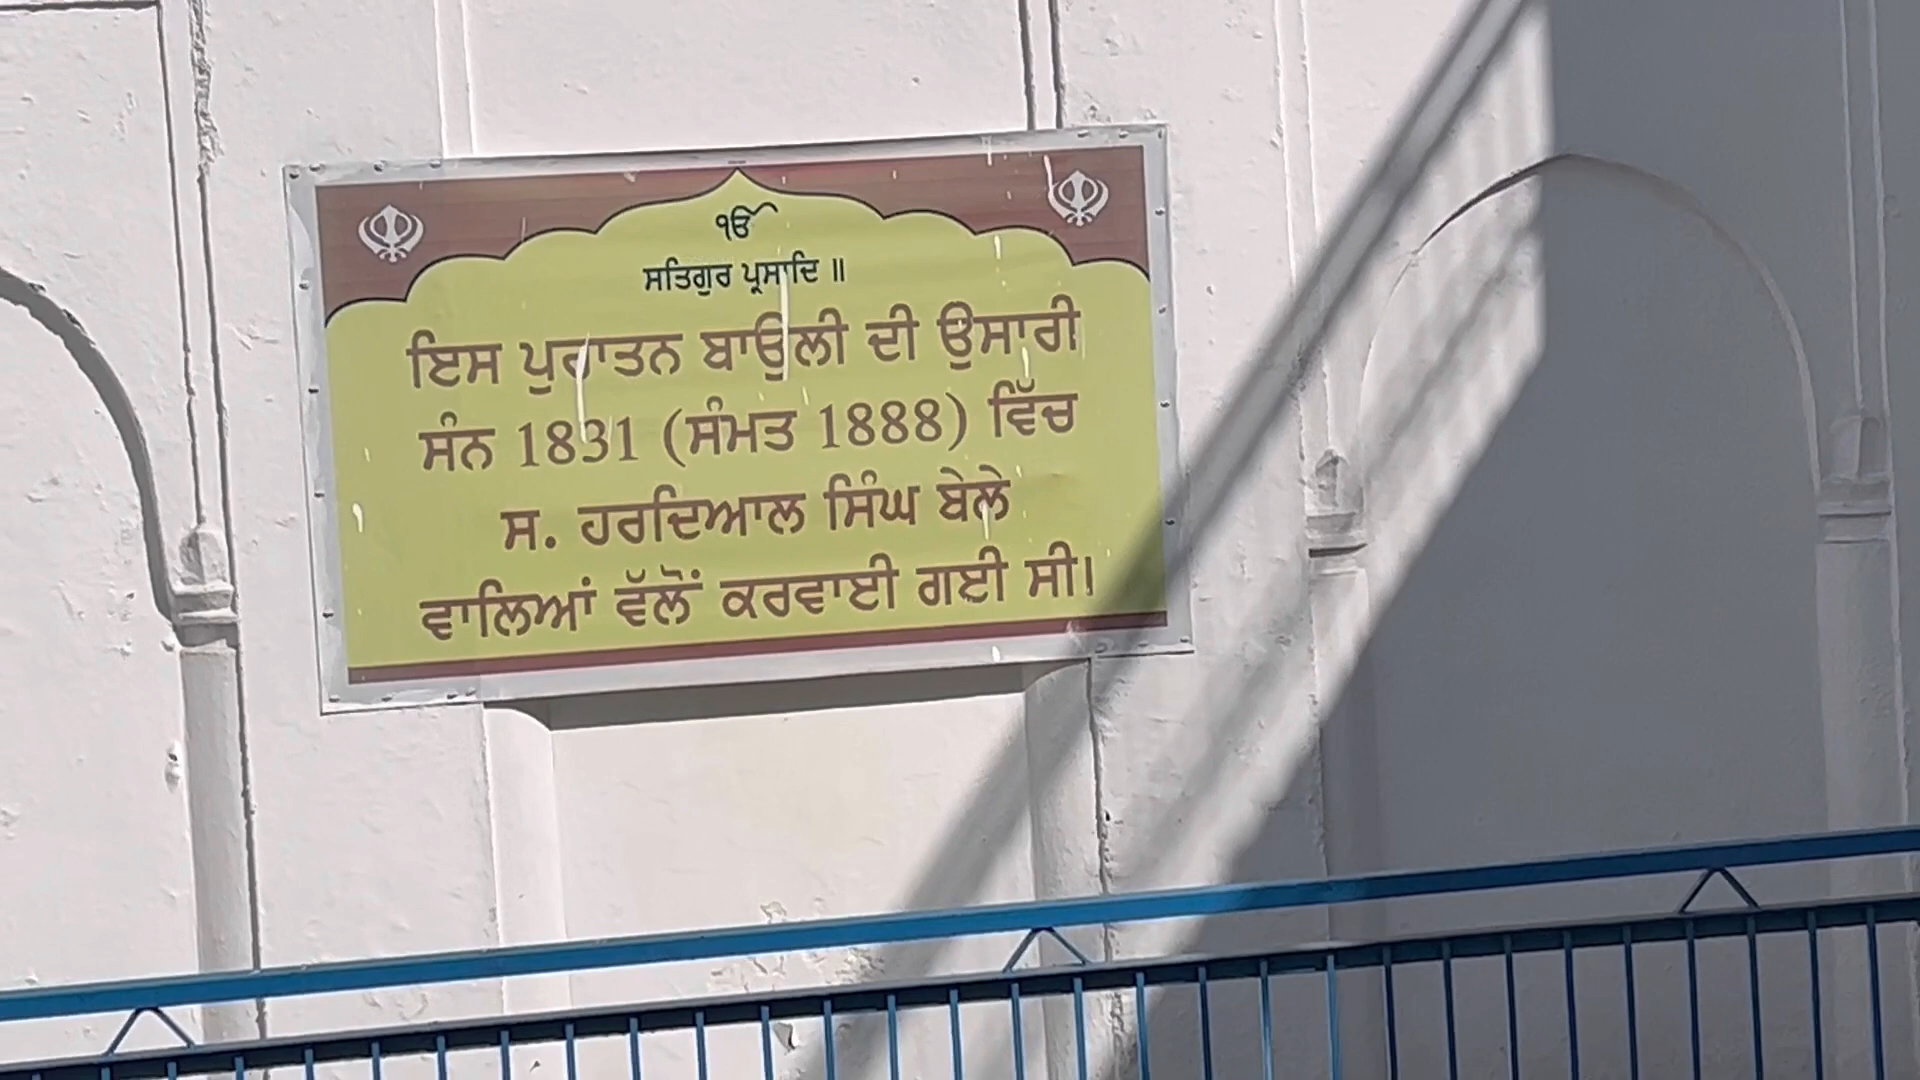 ੴ
ਸਤਿਗੁਰ ਪ੍ਰਸਾਦਿ ॥
ਇਸ ਪੁਰਾਤਨ ਬਾਉਲੀ ਦੀ ਉਸਾਰੀ
ਸੰਨ 1831 (ਸੰਮਤ 1888) ਵਿੱਚ
ਸ. ਹਰਦਿਆਲ ਸਿੰਘ ਬੇਲੇ
ਵਾਲਿਆਂ ਵੱਲੋਂ ਕਰਵਾਈ ਗਈ ਸੀ।